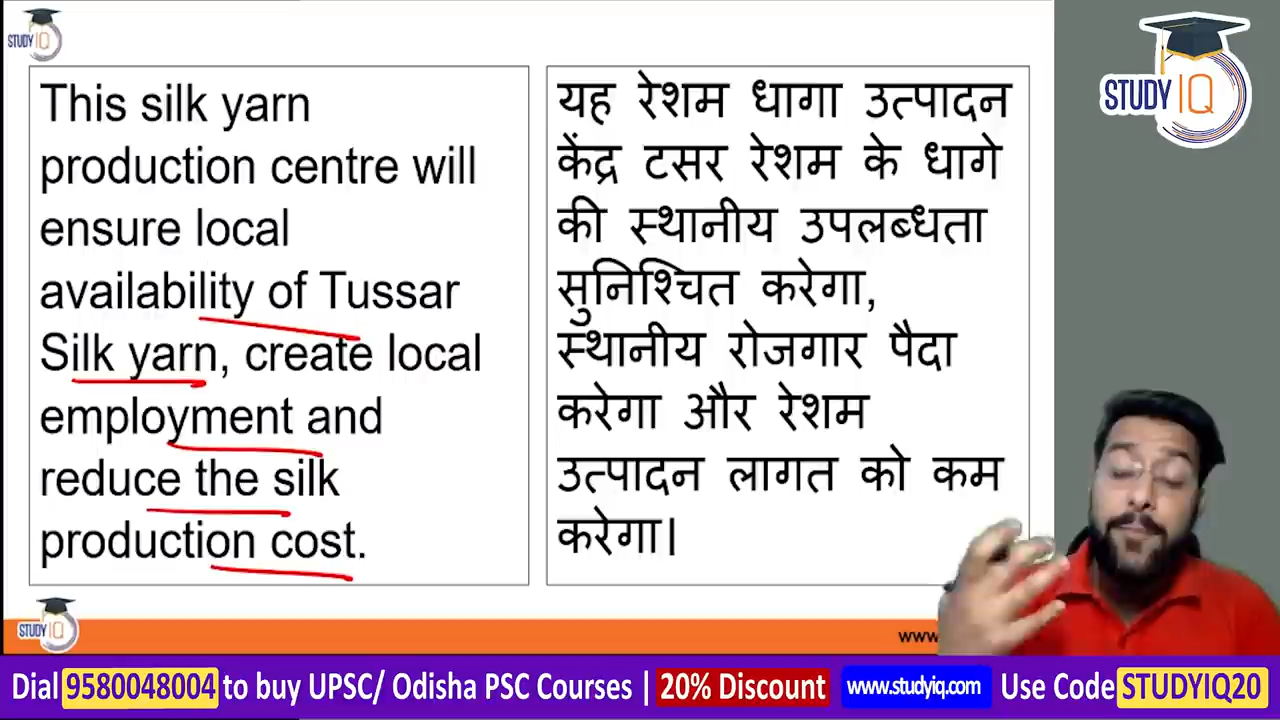 STUDY IQ
STUDY IQ
This silk yarn
production centre will
ensure local
availability of Tussar
Silk yarn, create local
employment and
reduce the silk
production cost.
यह रेशम धागा उत्पादन
केंद्र टसर रेशम के धागे
की स्थानीय उपलब्धता
सुनिश्चित करेगा,
स्थानीय रोजगार पैदा
करेगा और रेशम
उत्पादन लागत को कम
करेगा।
STUDY IQ
www
Dial 9580048004 to buy UPSC/ Odisha PSC Courses | 20% Discount www.studyiq.com Use Code STUDYIQ20